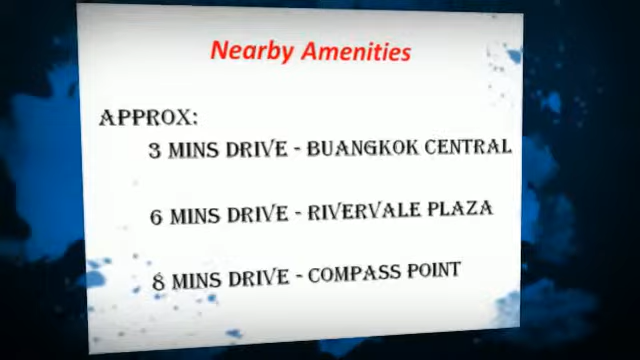 Nearby Amenities
APPROX:
3 MINS DRIVE - BUANGKOK CENTRAL
6 MINS DRIVE - RIVERVALE PLAZA
8 MINS DRIVE - COMPASS POINT